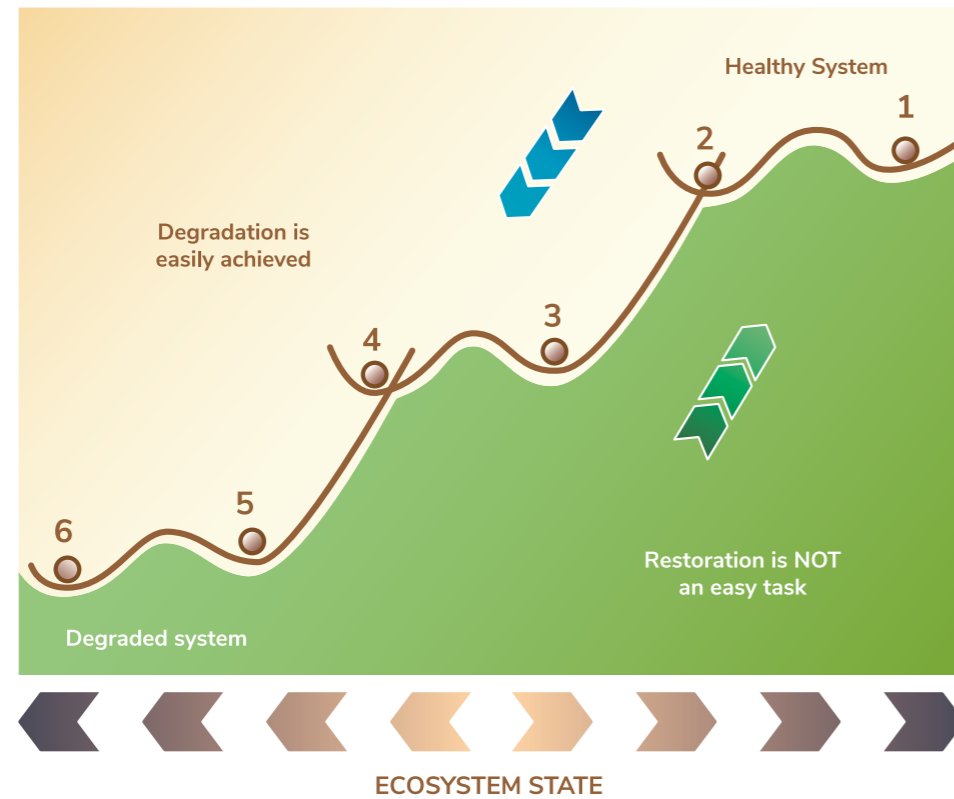 Healthy System
1
2
Degradation is
easily achieved
3
4
5
6
Restoration is NOT
an easy task
Degraded system
ECOSYSTEM STATE